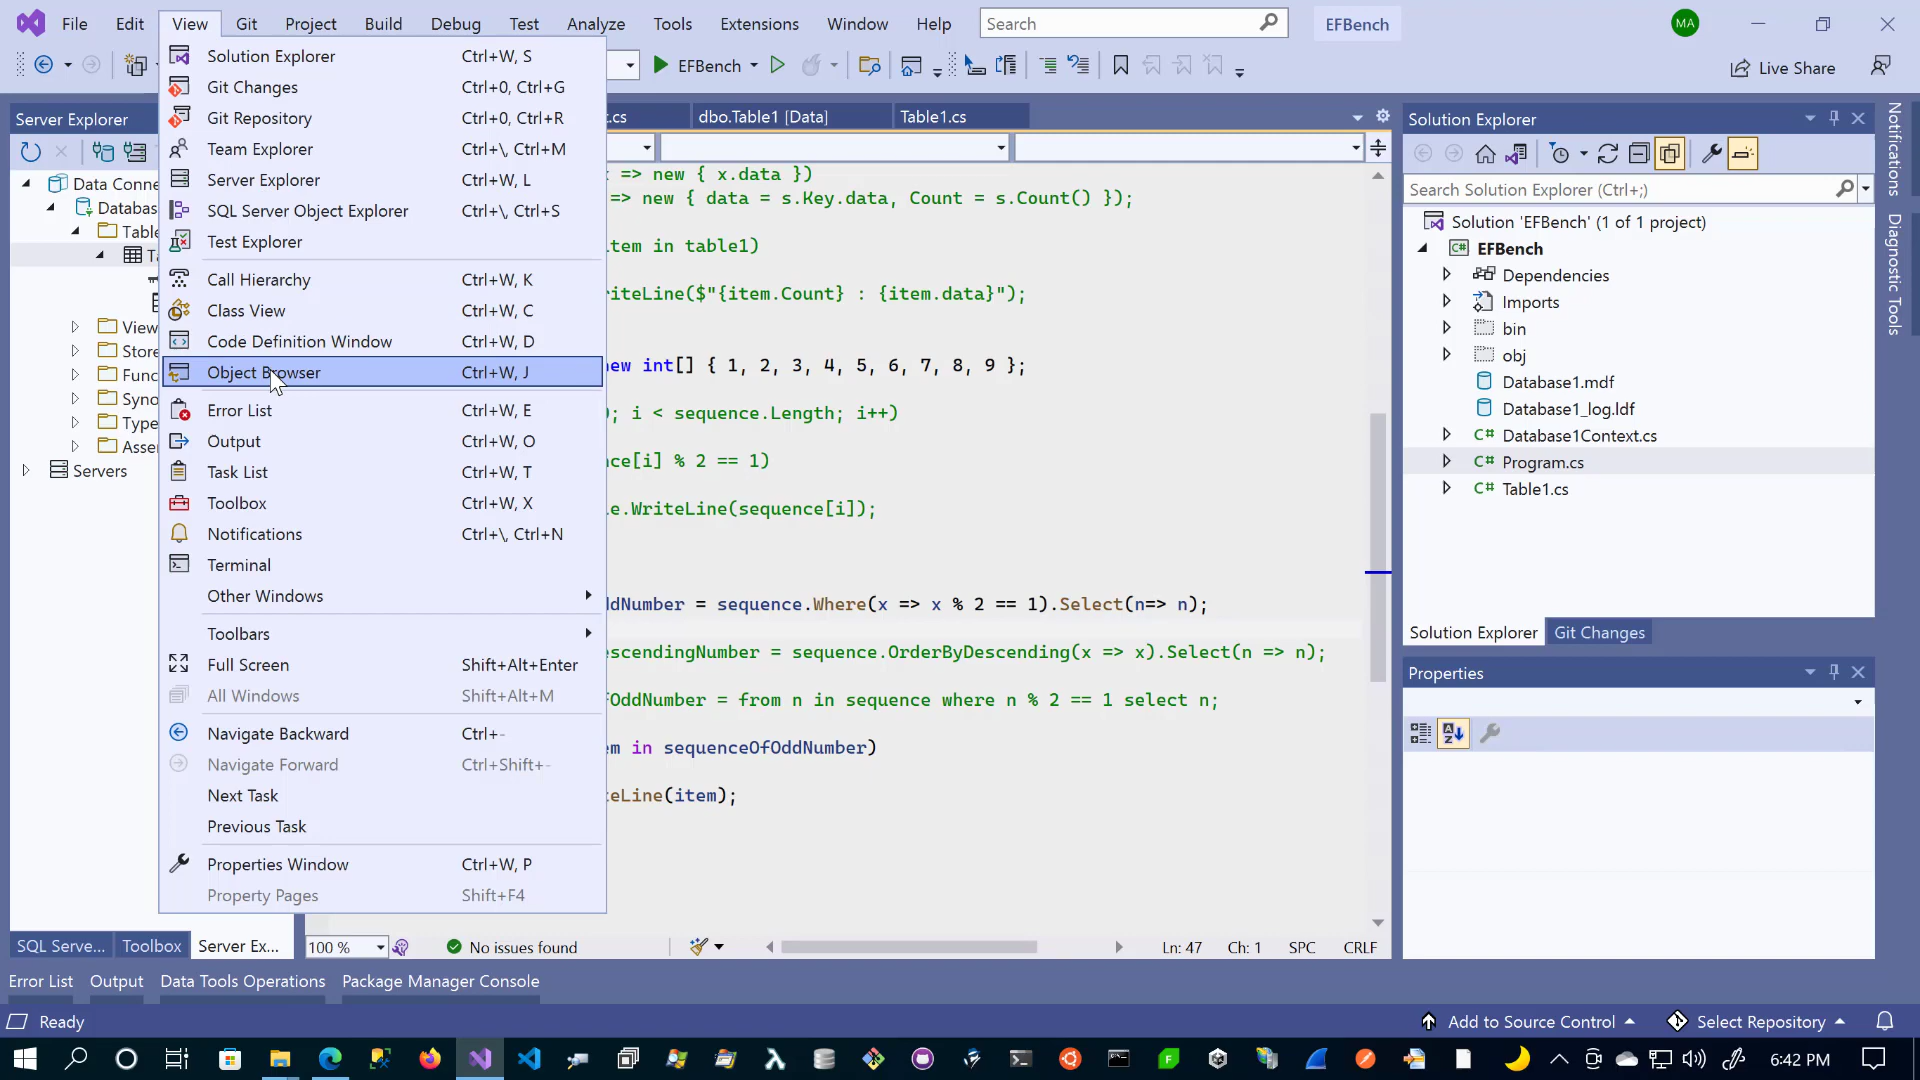 File Edit View Git Project Build Debug Test Analyze Tools Extensions Window Help Search EFBench MA
EFBench Live Share
Server Explorer
Data Conne
Databas
Table
Ta
View
Store
Func
Syno
Type
Asse
Servers
SQL Serve... Toolbox Server Ex...
Solution Explorer Ctrl+W, S
Git Changes Ctrl+0, Ctrl+G
Git Repository Ctrl+0, Ctrl+R
Team Explorer Ctrl+\, Ctrl+M
Server Explorer Ctrl+W, L
SQL Server Object Explorer Ctrl+\, Ctrl+S
Test Explorer
Call Hierarchy Ctrl+W, K
Class View Ctrl+W, C
Code Definition Window Ctrl+W, D
Object Browser Ctrl+W, J
Error List Ctrl+W, E
Output Ctrl+W, O
Task List Ctrl+W, T
Toolbox Ctrl+W, X
Notifications Ctrl+\, Ctrl+N
Terminal
Other Windows
Toolbars
Full Screen Shift+Alt+Enter
All Windows Shift+Alt+M
Navigate Backward Ctrl+-
Navigate Forward Ctrl+Shift+-
Next Task
Previous Task
Properties Window Ctrl+W, P
Property Pages Shift+F4
.cs dbo.Table1 [Data] Table1.cs
=> new { x.data })
=> new { data = s.Key.data, Count = s.Count() });
item in table1)
riteLine($"{item.Count} : {item.data}");
new int[] { 1, 2, 3, 4, 5, 6, 7, 8, 9 };
; i < sequence.Length; i++)
ce[i] % 2 == 1)
e.WriteLine(sequence[i]);
ddNumber = sequence.Where(x => x % 2 == 1).Select(n=> n);
escendingNumber = sequence.OrderByDescending(x => x).Select(n => n);
fOddNumber = from n in sequence where n % 2 == 1 select n;
em in sequenceOfOddNumber)
teLine(item);
100 % No issues found Ln: 47 Ch: 1 SPC CRLF
Solution Explorer
Search Solution Explorer (Ctrl+;)
Solution 'EFBench' (1 of 1 project)
C# EFBench
Dependencies
Imports
bin
obj
Database1.mdf
Database1_log.ldf
C# Database1Context.cs
C# Program.cs
C# Table1.cs
Solution Explorer Git Changes
Properties
Notifications
Diagnostic Tools
Error List Output Data Tools Operations Package Manager Console
Ready Add to Source Control Select Repository
6:42 PM